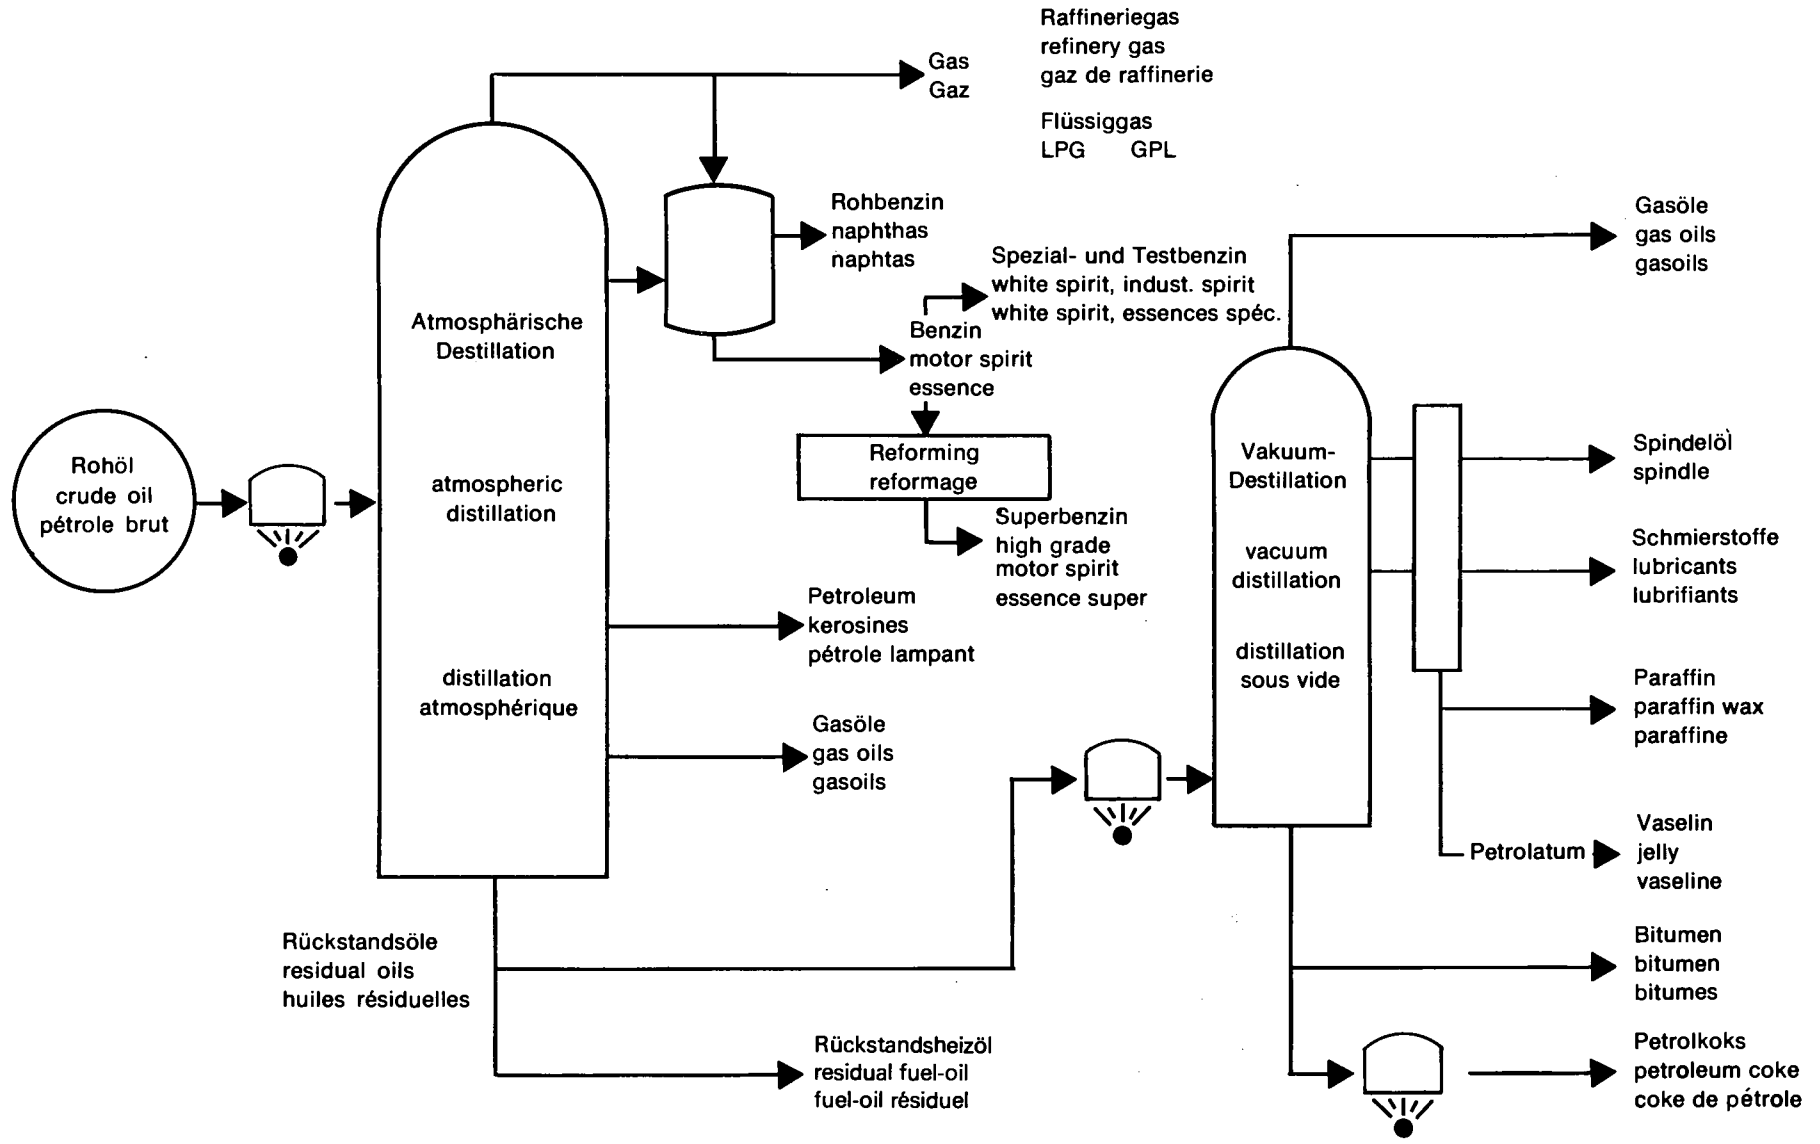 Raffineriegas
refinery gas
gaz de raffinerie
Gas
Gaz
Flüssiggas
LPG GPL
Rohbenzin
naphthas
naphtas
Spezial- und Testbenzin
white spirit, indust. spirit
white spirit, essences spéc.
Benzin
motor spirit
essence
Reforming
reformage
Superbenzin
high grade
motor spirit
essence super
Atmosphärische
Destillation
atmospheric
distillation
distillation
atmosphérique
Rohöl
crude oil
pétrole brut
Petroleum
kerosines
pétrole lampant
Gasöle
gas oils
gasoils
Rückstandsöle
residual oils
huiles résiduelles
Rückstandsheizöl
residual fuel-oil
fuel-oil résiduel
Vakuum-
Destillation
vacuum
distillation
distillation
sous vide
Gasöle
gas oils
gasoils
Spindelöl
spindle
Schmierstoffe
lubricants
lubrifiants
Paraffin
paraffin wax
paraffine
Petrolatum
Vaselin
jelly
vaseline
Bitumen
bitumen
bitumes
Petrolkoks
petroleum coke
coke de pétrole